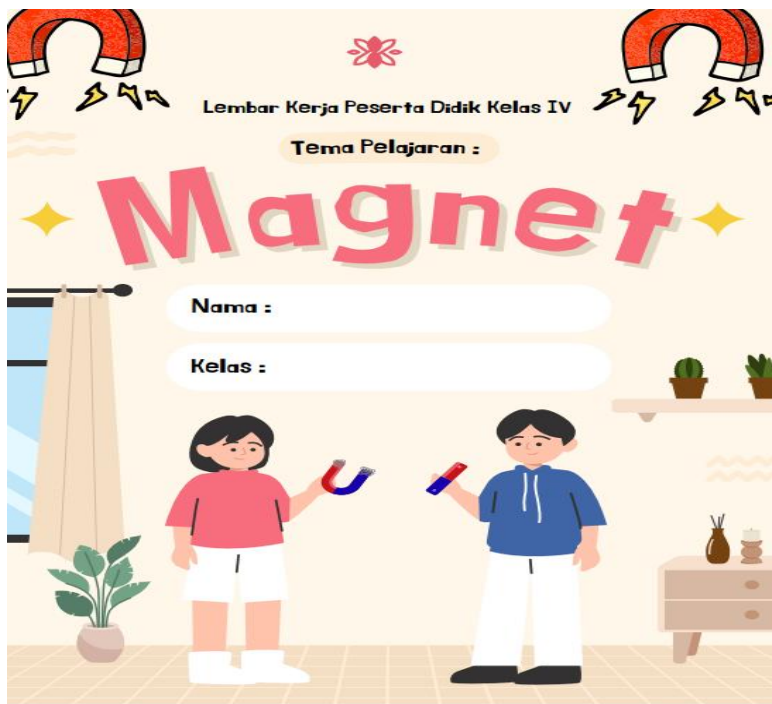 Lembar Kerja Peserta Didik Kelas IV
Tema Pelajaran :
Magnet
Nama :
Kelas :